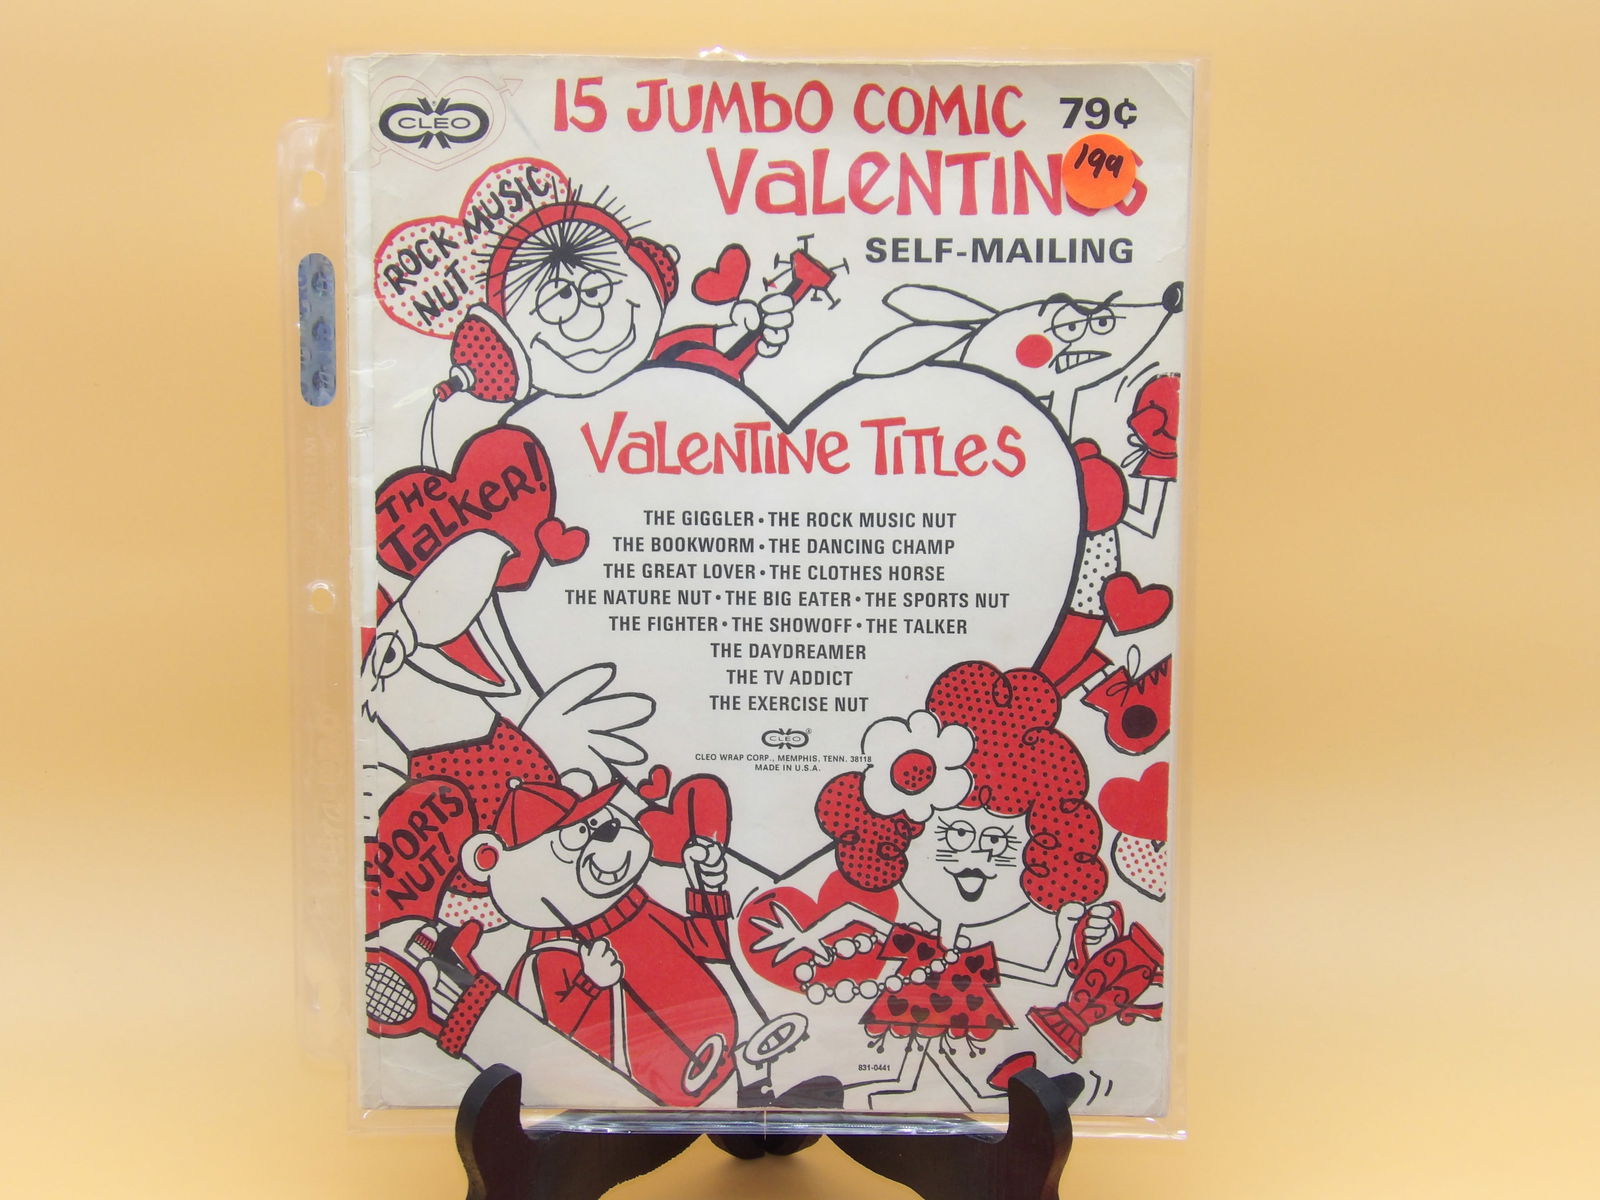 CLEO
15 JUMBO COMIC 79¢
VALENTINES
199
SELF-MAILING
ROCK MUSIC
NUT
VALENTINE TITLES
THE
TALKER!
THE GIGGLER • THE ROCK MUSIC NUT
THE BOOKWORM • THE DANCING CHAMP
THE GREAT LOVER • THE CLOTHES HORSE
THE NATURE NUT • THE BIG EATER • THE SPORTS NUT
THE FIGHTER • THE SHOWOFF • THE TALKER
THE DAYDREAMER
THE TV ADDICT
THE EXERCISE NUT
CLEO®
CLEO WRAP CORP., MEMPHIS, TENN. 38118
MADE IN U.S.A.
SPORTS
NUT!
831-0441